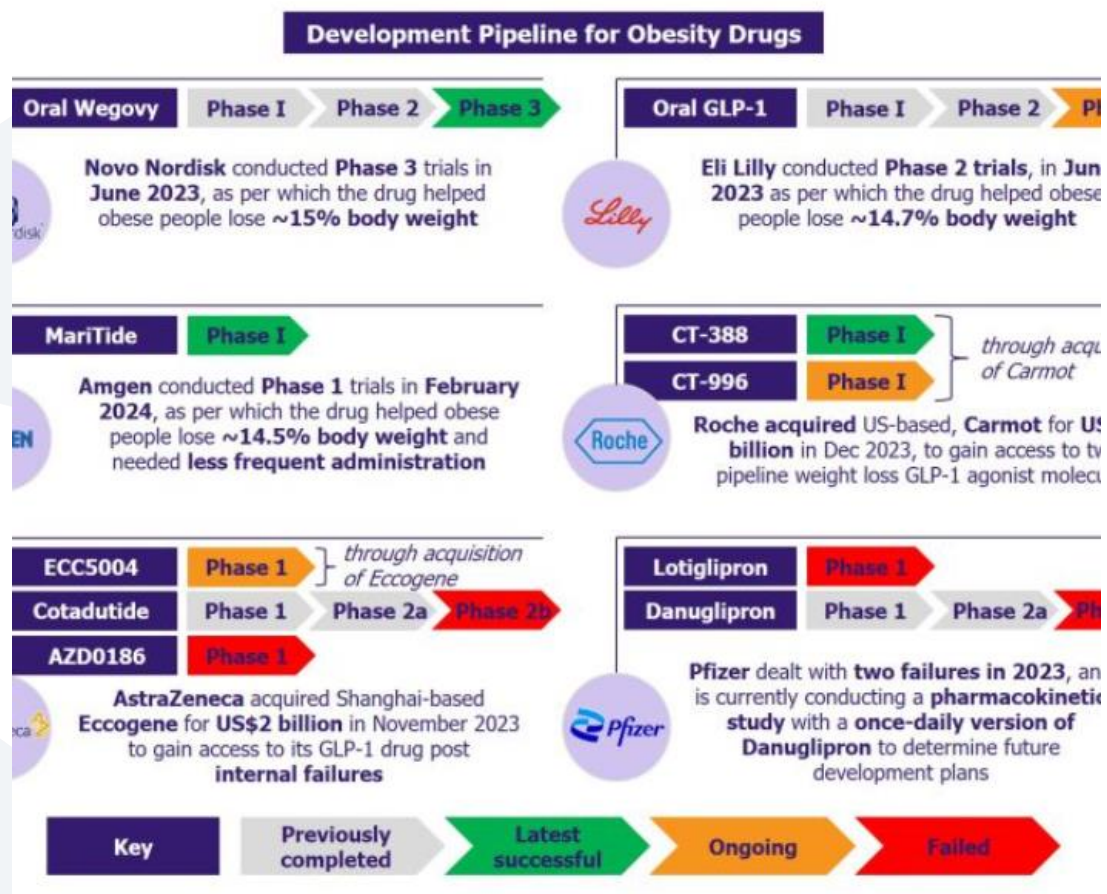 Development Pipeline for Obesity Drugs
Oral Wegovy
Phase I
Phase 2
Phase 3
Novo Nordisk conducted Phase 3 trials in
June 2023, as per which the drug helped
obese people lose ~15% body weight
Oral GLP-1
Phase I
Phase 2
Lilly
Eli Lilly conducted Phase 2 trials, in
2023 as per which the drug helped obese
people lose ~14.7% body weight
MariTide
Phase I
Amgen conducted Phase 1 trials in February
2024, as per which the drug helped obese
people lose ~14.5% body weight and
needed less frequent administration
CT-388
Phase I
CT-996
Phase I
through
of Carmot
Roche
Roche acquired US-based, Carmot for
billion in Dec 2023, to gain access to
pipeline weight loss GLP-1 agonist
ECC5004
Phase 1
through acquisition
of Eccogene
Cotadutide
Phase 1
Phase 2a
Phase 2b
AZD0186
Phase 1
AstraZeneca acquired Shanghai-based
Eccogene for US$2 billion in November 2023
to gain access to its GLP-1 drug post
internal failures
Lotiglipron
Phase 1
Danuglipron
Phase 1
Phase 2a
Pfizer
Pfizer dealt with two failures in 2023,
is currently conducting a pharmacokinetic
study with a once-daily version of
Danuglipron to determine future
development plans
Key
Previously
completed
Latest
successful
Ongoing
Failed